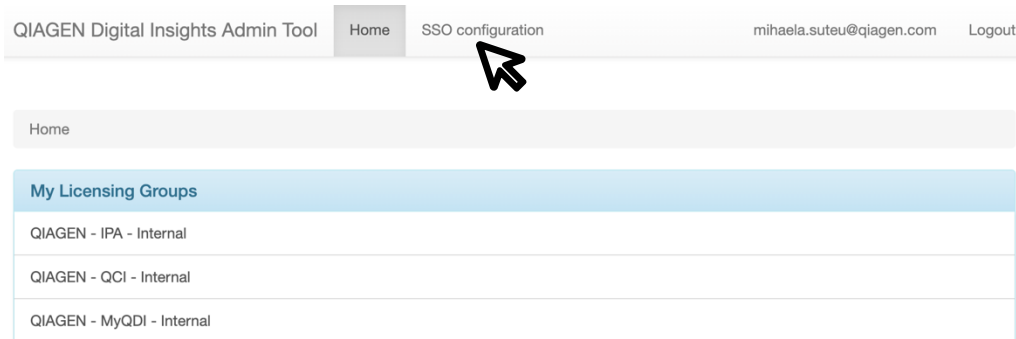 QIAGEN Digital Insights Admin Tool Home SSO configuration mihaela.suteu@qiagen.com Logout
Home
My Licensing Groups
QIAGEN - IPA - Internal
QIAGEN - QCI - Internal
QIAGEN - MyQDI - Internal